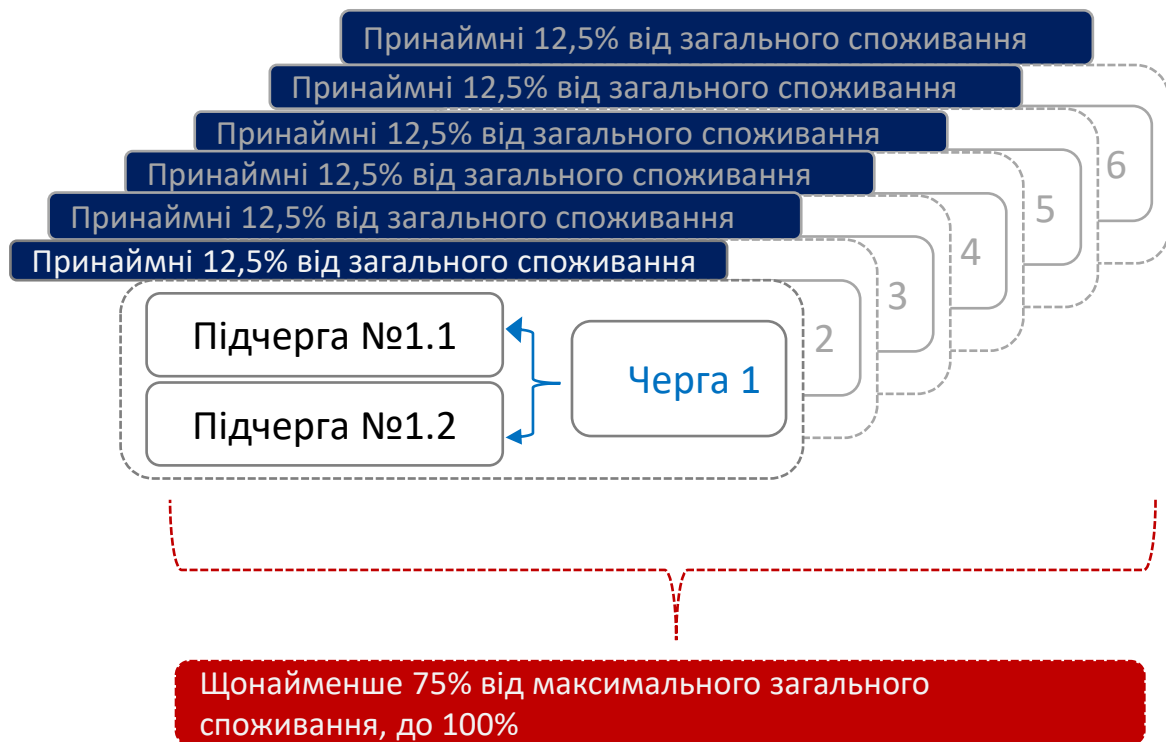 Принаймні 12,5% від загального споживання
Принаймні 12,5% від загального споживання
Принаймні 12,5% від загального споживання
Принаймні 12,5% від загального споживання
Принаймні 12,5% від загального споживання
Принаймні 12,5% від загального споживання
6
5
4
3
2
Підчерга №1.1
Черга 1
Підчерга №1.2
Щонайменше 75% від максимального загального
споживання, до 100%